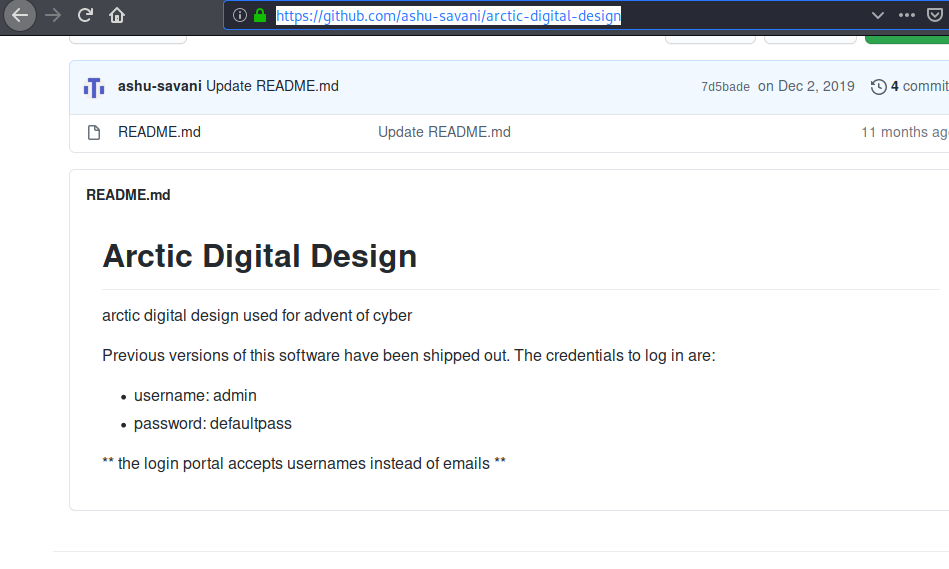 https://github.com/ashu-savani/arctic-digital-design
ashu-savani Update README.md 7d5bade on Dec 2, 2019 4 commit
README.md Update README.md 11 months ag
README.md
Arctic Digital Design
arctic digital design used for advent of cyber
Previous versions of this software have been shipped out. The credentials to log in are:
• username: admin
• password: defaultpass
** the login portal accepts usernames instead of emails **